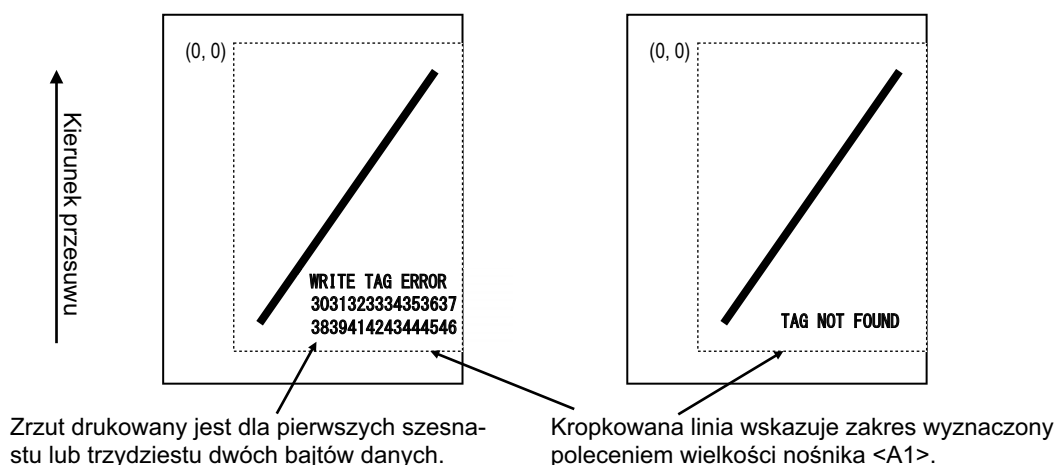 (0, 0)
(0, 0)
Kierunek przesuwu
WRITE TAG ERROR
3031323334353637
3839414243444546
TAG NOT FOUND
Zrzut drukowany jest dla pierwszych szesna-
stu lub trzydziestu dwóch bajtów danych.
Kropkowana linia wskazuje zakres wyznaczony
poleceniem wielkości nośnika <A1>.